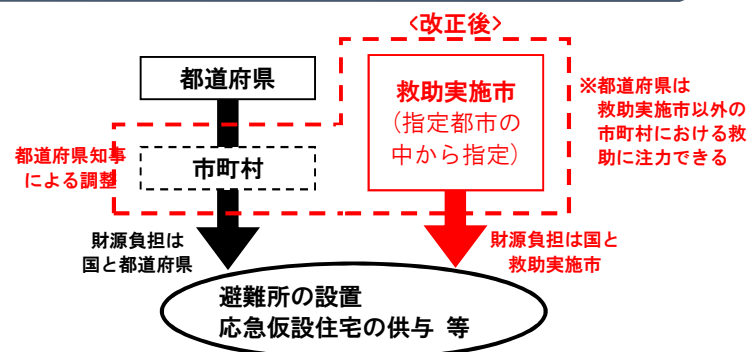 <改正後>
都道府県
救助実施市
(指定都市の
中から指定)
※都道府県は
救助実施市以外の
市町村における救
助に注力できる
都道府県知事
による調整
市町村
財源負担は
国と都道府県
財源負担は国と
救助実施市
避難所の設置
応急仮設住宅の供与 等